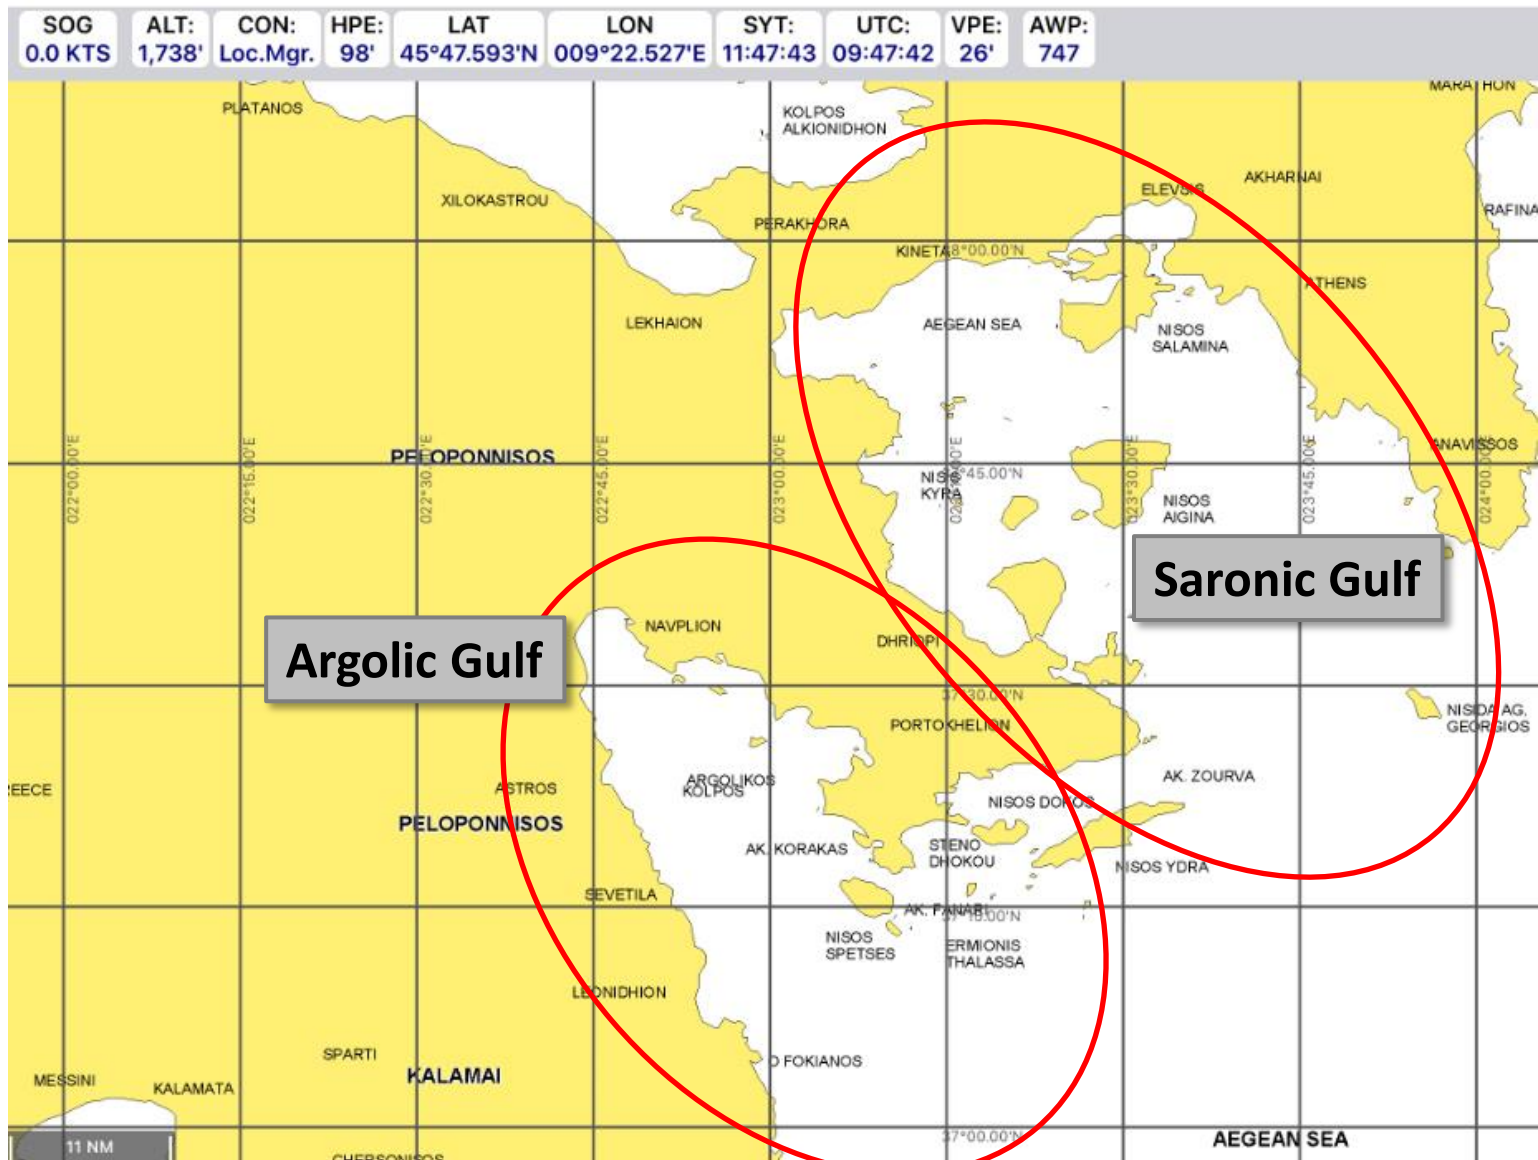 SOG ALT: CON: HPE: LAT LON SYT: UTC: VPE: AWP:
0.0 KTS 1,738' Loc.Mgr. 98' 45°47.593'N 009°22.527'E 11:47:43 09:47:42 26' 747
MARATHON
PLATANOS
KOLPOS
ALKIONIDHON
AKHARNAI
ELEVSIS
XILOKASTROU
RAFINA
PERAKHORA
KINETA
8°00.00'N
ATHENS
LEKHAION
AEGEAN SEA
NISOS
SALAMINA
ANAVISSOS
PELOPONNISOS
022°00.00'E
022°15.00'E
022°30.00'E
022°45.00'E
023°00.00'E
023°30.00'E
023°45.00'E
024°00.00'E
°45.00'N
NISIS
KYRA
NISOS
AIGINA
Saronic Gulf
NAVPLION
DHRIOPI
Argolic Gulf
37°30.00'N
PORTOKHELION
NISIDA AG.
GEORGIOS
AK. ZOURVA
ARGOLIKOS
KOLPOS
REECE
ASTROS
NISOS DOKOS
PELOPONNISOS
AK. KORAKAS
STENO
DHOKOU
NISOS YDRA
SEVETILA
AK. FANARI
NISOS
SPETSES
ERMIONIS
THALASSA
LEONIDHION
SPARTI
O FOKIANOS
MESSINI
KALAMATA
KALAMAI
37°00.00'N
AEGEAN SEA
11 NM
CHERSONISOS